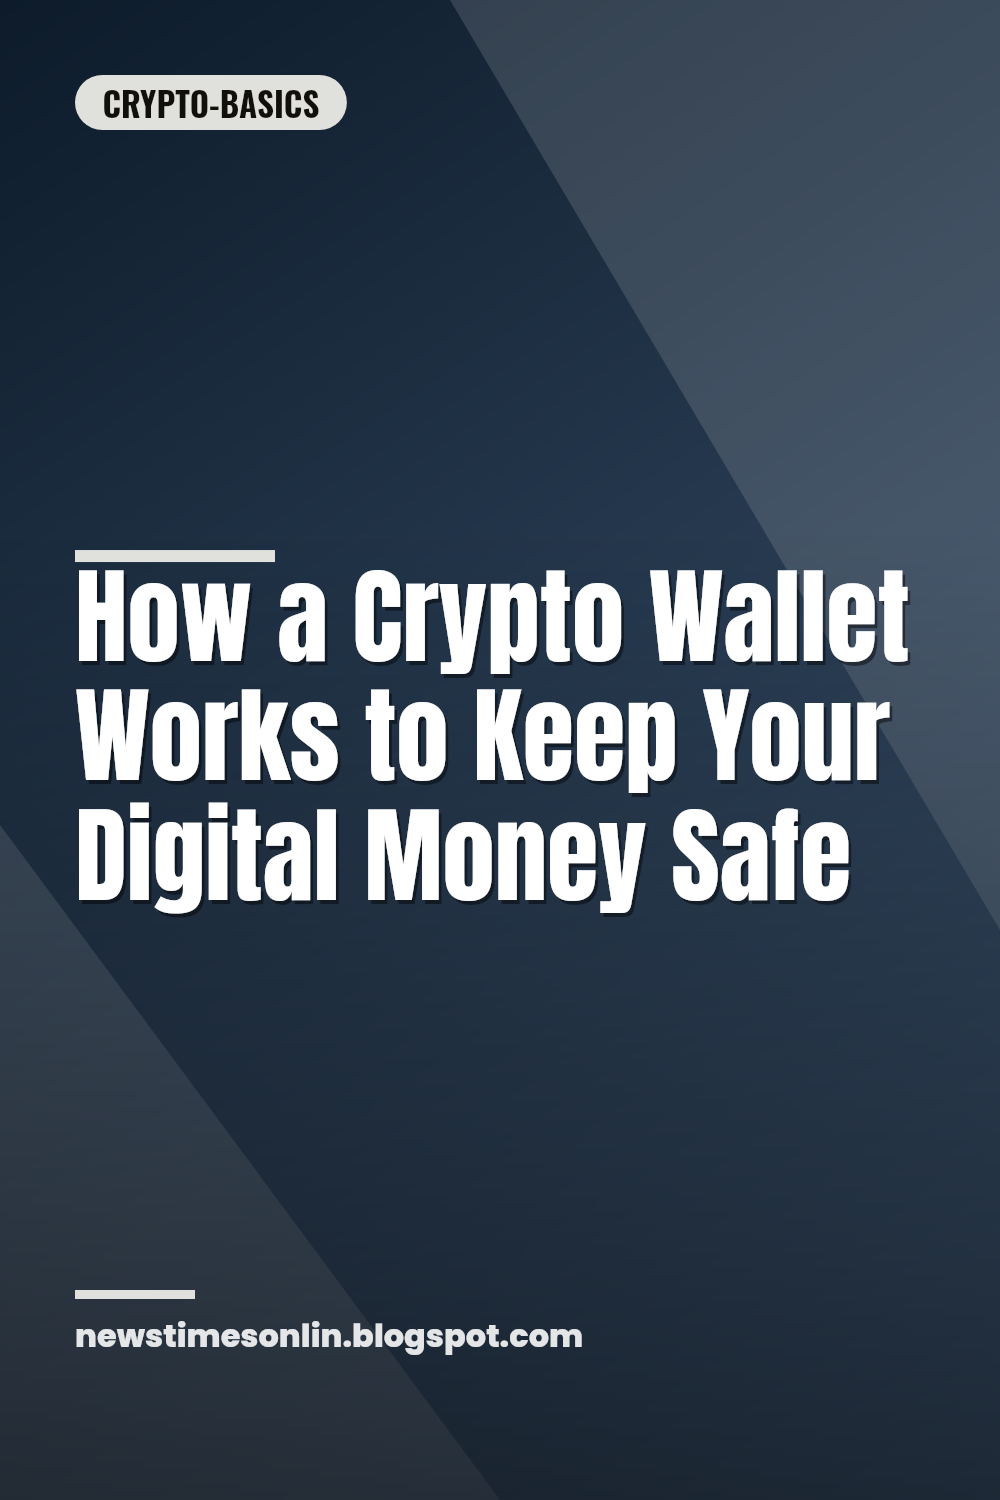 CRYPTO-BASICS
How a Crypto Wallet
Works to Keep Your
Digital Money Safe
newstimesonlin.blogspot.com